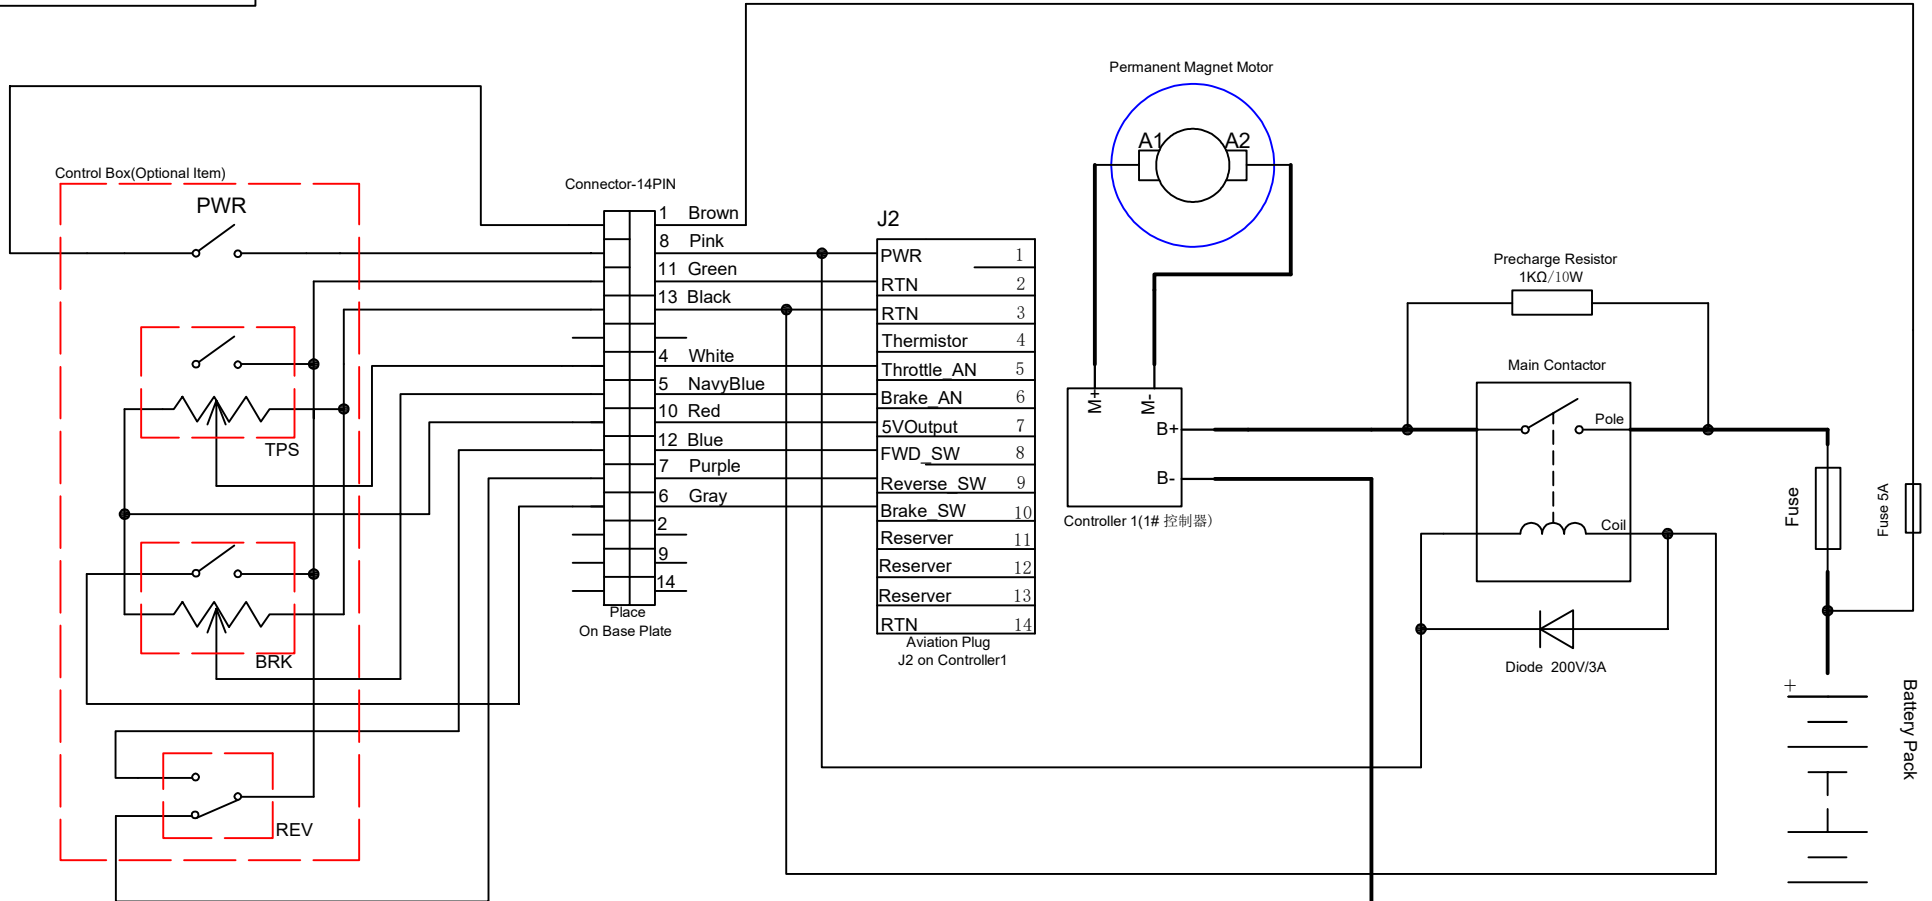 Permanent Magnet Motor
A1 A2
Control Box(Optional Item)
PWR
Connector-14PIN
1 Brown
8 Pink
11 Green
13 Black
4 White
5 NavyBlue
10 Red
12 Blue
7 Purple
6 Gray
2
9
14
Place
On Base Plate
J2
PWR 1
RTN 2
RTN 3
Thermistor 4
Throttle_AN 5
Brake_AN 6
5VOutput 7
FWD_SW 8
Reverse_SW 9
Brake_SW 10
Reserver 11
Reserver 12
Reserver 13
RTN 14
Aviation Plug
J2 on Controller1
TPS
BRK
REV
M+ M-
B+
B-
Controller 1(1# 控制器)
Precharge Resistor
1KΩ/10W
Main Contactor
Pole
Coil
Diode 200V/3A
Fuse
Fuse 5A
+
Battery Pack